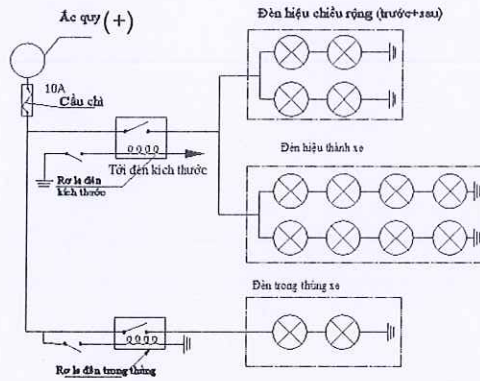 Ắc quy (+)
Đèn hiệu chiều rộng (trước+sau)
10A
Cầu chì
Rơ le đèn
kích thước
Tới đèn kích thước
Đèn hiệu thành xe
Đèn trong thùng xe
Rơ le đèn trong thùng